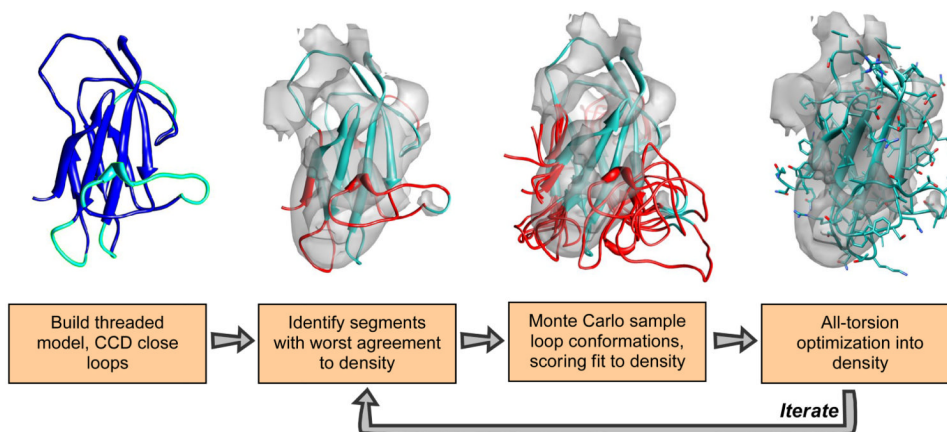 Build threaded
model, CCD close
loops
Identify segments
with worst agreement
to density
Monte Carlo sample
loop conformations,
scoring fit to density
All-torsion
optimization into
density
Iterate